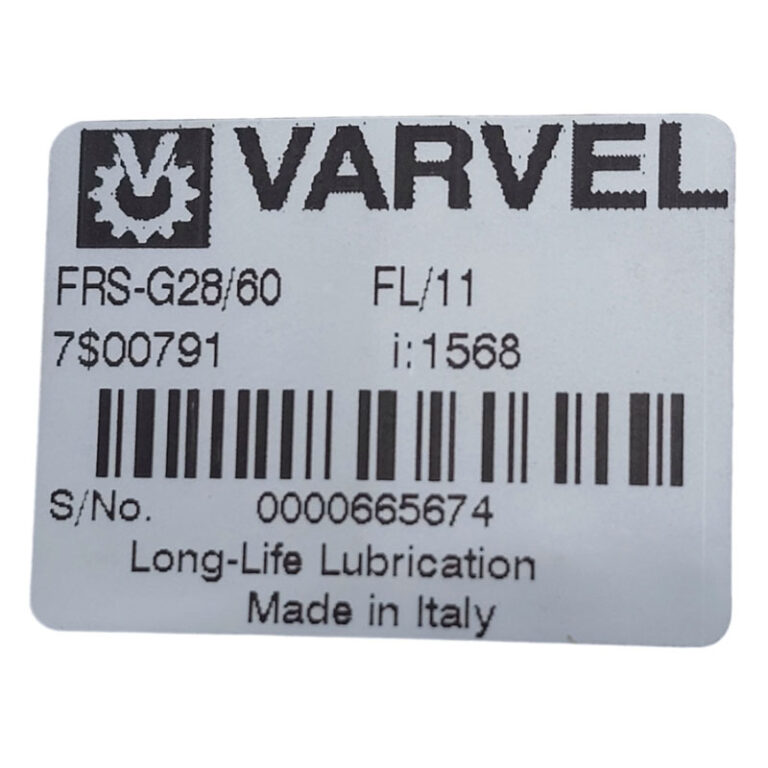 VARVEL
FRS-G28/60 FL/11
7$00791 i:1568
S/No. 0000665674
Long-Life Lubrication
Made in Italy